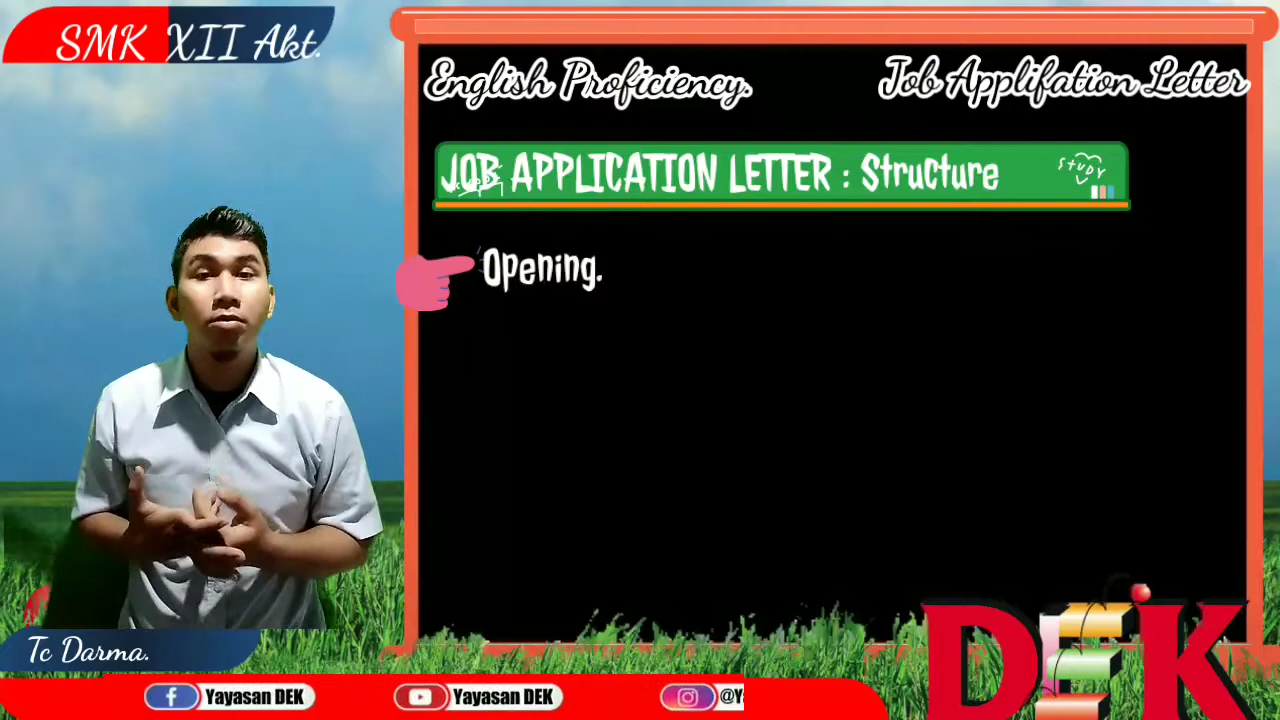 SMK XII Akt.
English Proficiency.
Job Applifation Letter
JOB APPLICATION LETTER : Structure
STUDY
Opening.
Tc Darma.
DEK
Yayasan DEK
Yayasan DEK
@Y